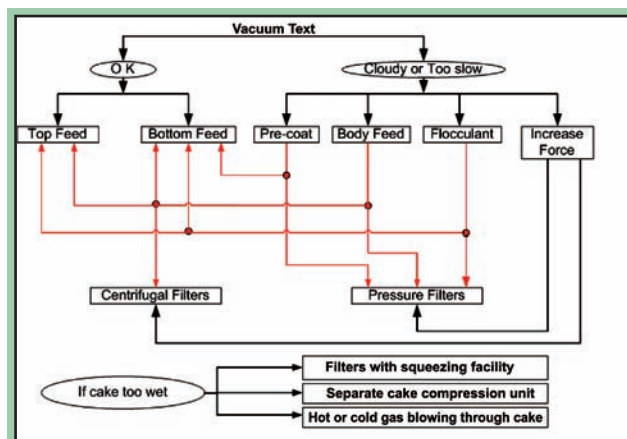 Vacuum Text
O K
Cloudy or Too slow
Top Feed
Bottom Feed
Pre-coat
Body Feed
Flocculant
Increase
Force
Centrifugal Filters
Pressure Filters
If cake too wet
Filters with squeezing facility
Separate cake compression unit
Hot or cold gas blowing through cake